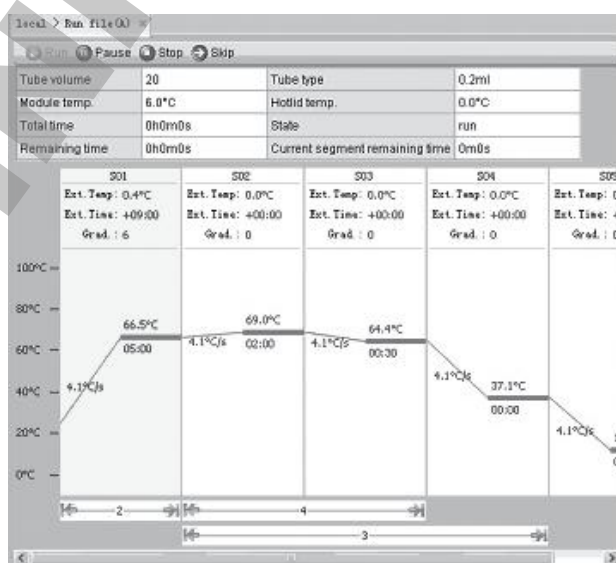 local > Run file(A) ×
Run Pause Stop Skip
Tube volume 20 Tube type 0.2ml
Module temp. 6.0°C Hotlid temp. 0.0°C
Total time 0h0m0s State run
Remaining time 0h0m0s Current segment remaining time 0m0s
S01 S02 S03 S04 S05
Ext.Temp: 0.4°C Ext.Temp: 0.0°C Ext.Temp: 0.0°C Ext.Temp: 0.0°C Ext.Temp:
Ext.Time: +09:00 Ext.Time: +00:00 Ext.Time: +00:00 Ext.Time: +00:00 Ext.Time:
Grad.: 6 Grad.: 0 Grad.: 0 Grad.: 0 Grad.:
100°C
80°C
66.5°C 69.0°C 64.4°C
60°C 05:00 4.1°C/s 02:00 4.1°C/s 00:30
40°C 4.1°C/s 4.1°C/s 37.1°C
00:00
20°C 4.1°C/s
0°C
2 4
3